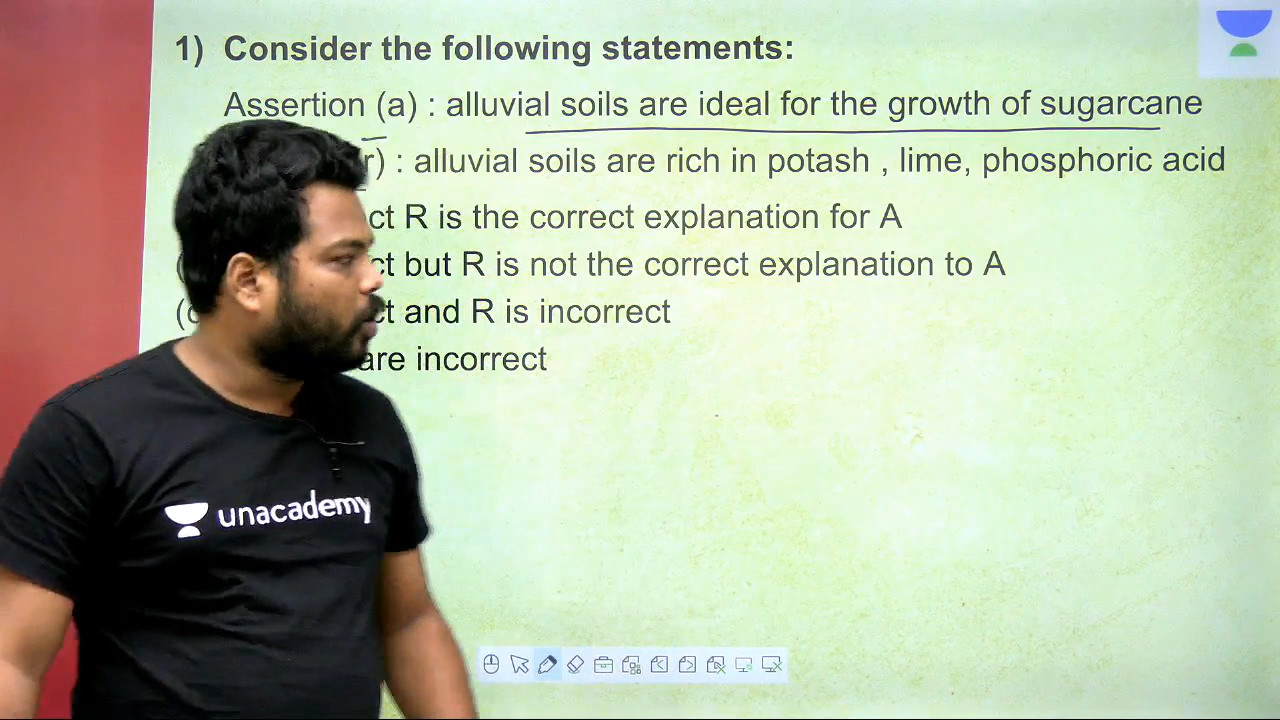 1) Consider the following statements:
Assertion (a) : alluvial soils are ideal for the growth of sugarcane
r) : alluvial soils are rich in potash , lime, phosphoric acid
ct R is the correct explanation for A
ct but R is not the correct explanation to A
ct and R is incorrect
are incorrect
unacademy